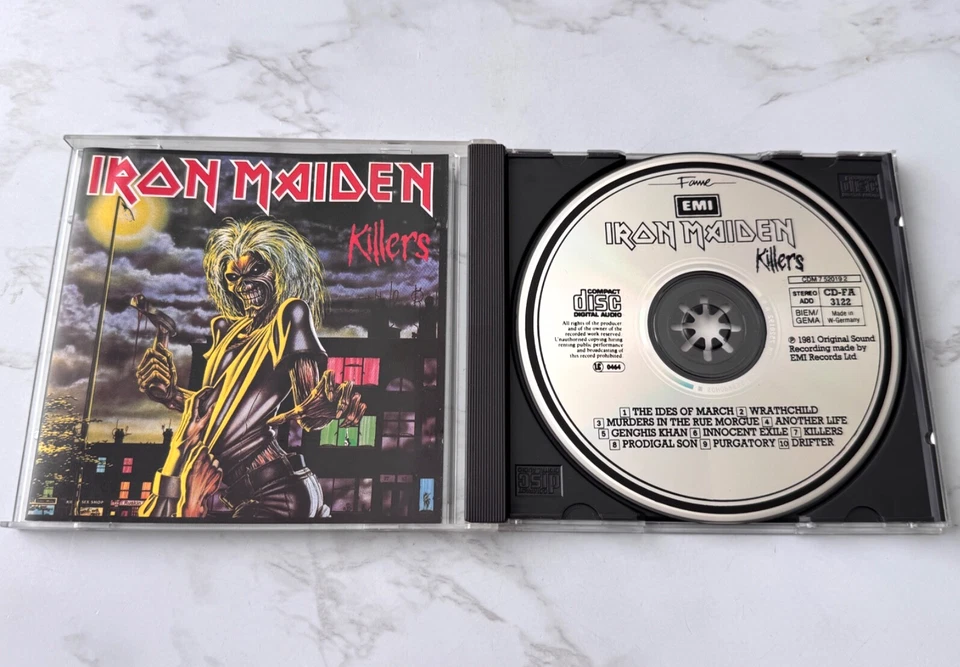 IRON MAIDEN
Killers
Fame
EMI
IRON MAIDEN
Killers
COMPACT
disc
DIGITAL AUDIO
All rights of the producer
and of the owner of the
recorded work reserved.
Unauthorised copying hiring
renting public performance
and broadcasting of
this record prohibited.
LC 0464
CDM 7 52019 2
STEREO
ADD
CD-FA
3122
BIEM/
GEMA
Made in
W-Germany
℗ 1981 Original Sound
Recording made by
EMI Records Ltd.
1 THE IDES OF MARCH 2 WRATHCHILD
3 MURDERS IN THE RUE MORGUE 4 ANOTHER LIFE
5 GENGHIS KHAN 6 INNOCENT EXILE 7 KILLERS
8 PRODIGAL SON 9 PURGATORY 10 DRIFTER
disc
disc